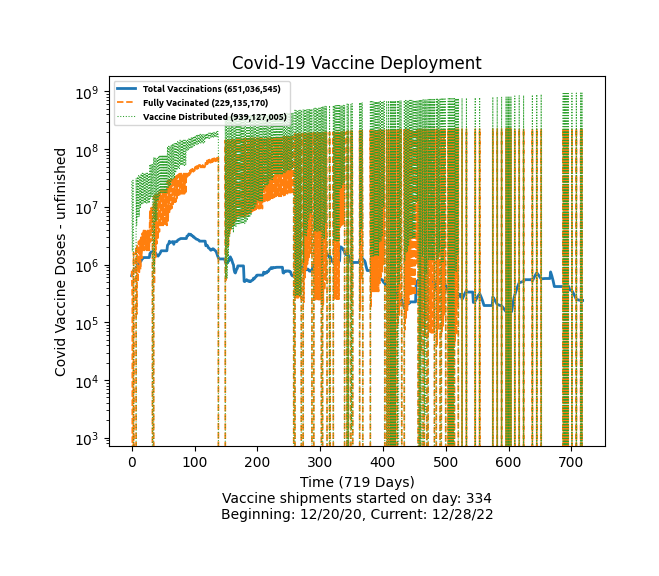 Covid-19 Vaccine Deployment
Total Vaccinations (651,036,545)
Fully Vacinated (229,135,170)
Vaccine Distributed (939,127,005)
Covid Vaccine Doses - unfinished
10⁹
10⁸
10⁷
10⁶
10⁵
10⁴
10³
0 100 200 300 400 500 600 700
Time (719 Days)
Vaccine shipments started on day: 334
Beginning: 12/20/20, Current: 12/28/22